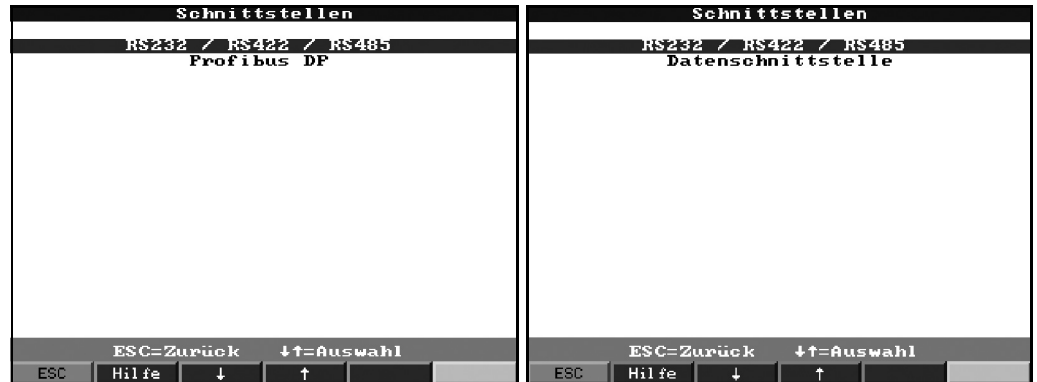 Schnittstellen
RS232 / RS422 / RS485
Profibus DP
ESC=Zurück ↓↑=Auswahl
ESC Hilfe ↓ ↑
Schnittstellen
RS232 / RS422 / RS485
Datenschnittstelle
ESC=Zurück ↓↑=Auswahl
ESC Hilfe ↓ ↑